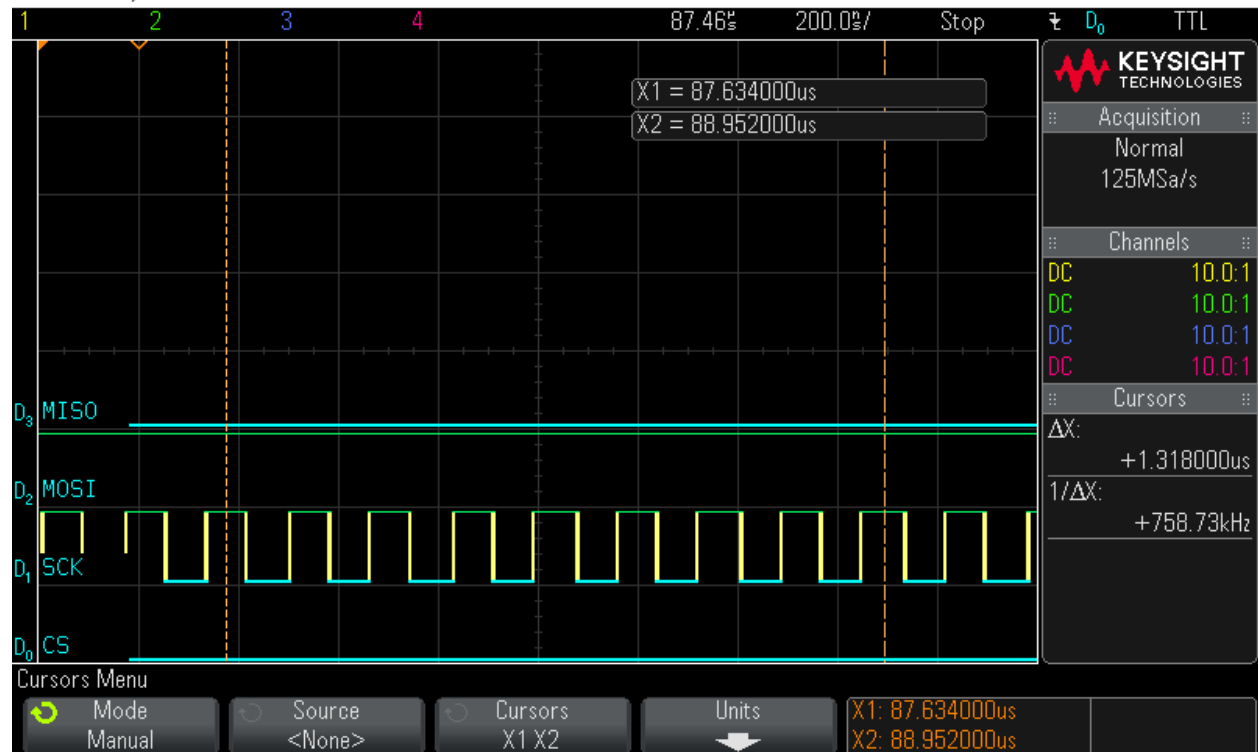 1 2 3 4 87.46µs 200.0ns/ Stop D0 TTL
X1 = 87.634000us
X2 = 88.952000us
KEYSIGHT
TECHNOLOGIES
Acquisition
Normal
125MSa/s
Channels
DC 10.0:1
DC 10.0:1
DC 10.0:1
DC 10.0:1
Cursors
ΔX:
+1.318000us
1/ΔX:
+758.73kHz
D3 MISO
D2 MOSI
D1 SCK
D0 CS
Cursors Menu
Mode
Manual
Source
<None>
Cursors
X1 X2
Units
X1: 87.634000us
X2: 88.952000us